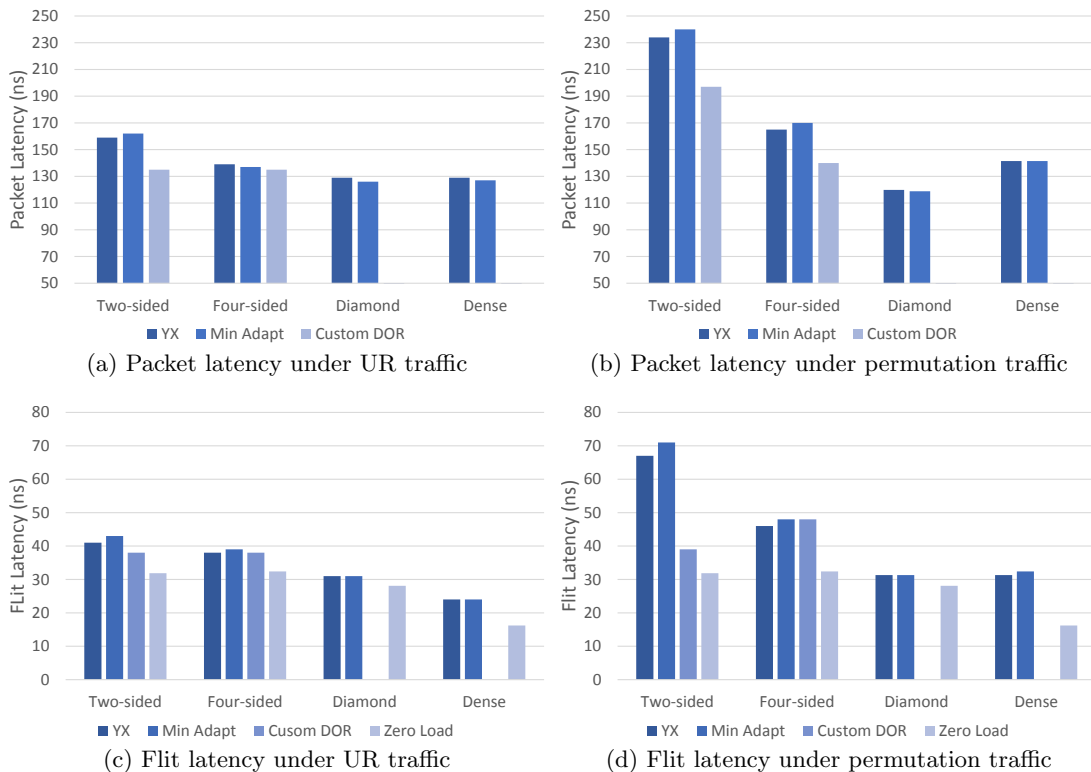 250
230
210
190
170
150
130
110
90
70
50
Packet Latency (ns)
Two-sided Four-sided Diamond Dense
YX Min Adapt Custom DOR
(a) Packet latency under UR traffic
250
230
210
190
170
150
130
110
90
70
50
Packet Latency (ns)
Two-sided Four-sided Diamond Dense
YX Min Adapt Custom DOR
(b) Packet latency under permutation traffic
80
70
60
50
40
30
20
10
0
FLit Latency (ns)
Two-sided Four-sided Diamond Dense
YX Min Adapt Cusom DOR Zero Load
(c) Flit latency under UR traffic
80
70
60
50
40
30
20
10
0
Flit Latency (ns)
Two-sided Four-sided Diamond Dense
YX Min Adapt Custom DOR Zero Load
(d) Flit latency under permutation traffic